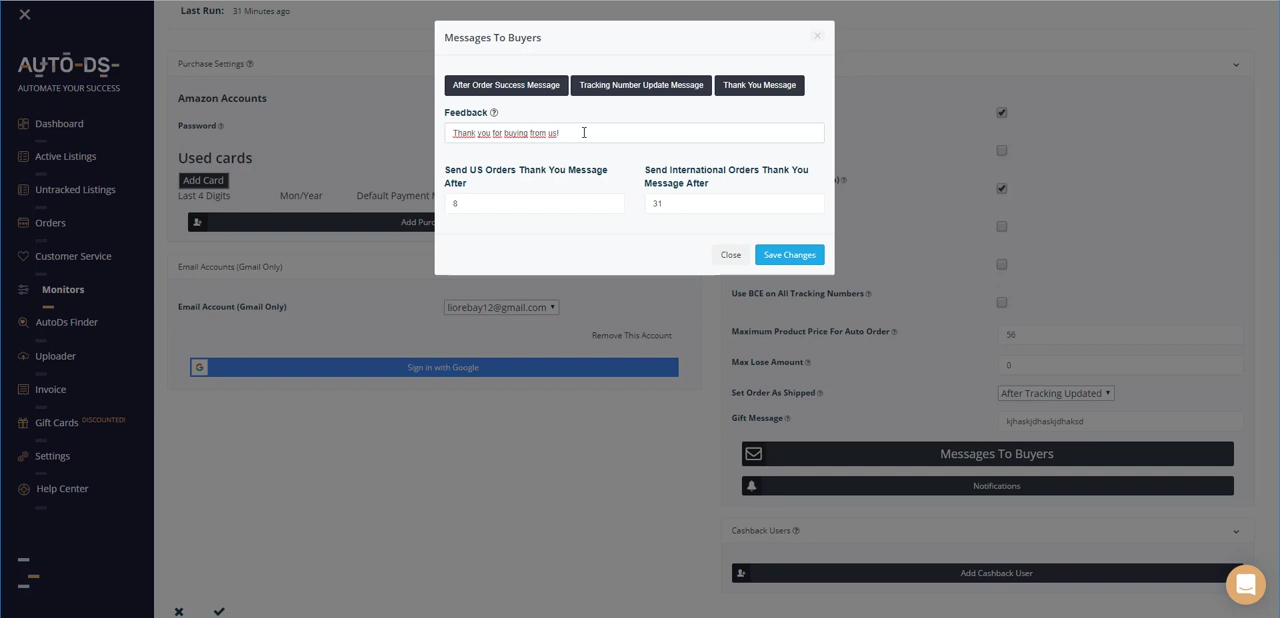 Last Run: 31 Minutes ago
AUTO-DS-
AUTOMATE YOUR SUCCESS
Dashboard
Active Listings
Untracked Listings
Orders
Customer Service
Monitors
AutoDs Finder
Uploader
Invoice
Gift Cards DISCOUNTED!
Settings
Help Center
Purchase Settings
Amazon Accounts
Password
Used cards
Add Card
Last 4 Digits Mon/Year Default Payment
Email Accounts (Gmail Only)
Email Account (Gmail Only) liorebay12@gmail.com
Remove This Account
Sign in with Google
Messages To Buyers
After Order Success Message Tracking Number Update Message Thank You Message
Feedback
Thank you for buying from us!
Send US Orders Thank You Message After
Send International Orders Thank You Message After
8
31
Close Save Changes
Use BCE on All Tracking Numbers
Maximum Product Price For Auto Order 56
Max Lose Amount 0
Set Order As Shipped After Tracking Updated
Gift Message kjhaskjdhaskjdhaksd
Messages To Buyers
Notifications
Cashback Users
Add Cashback User